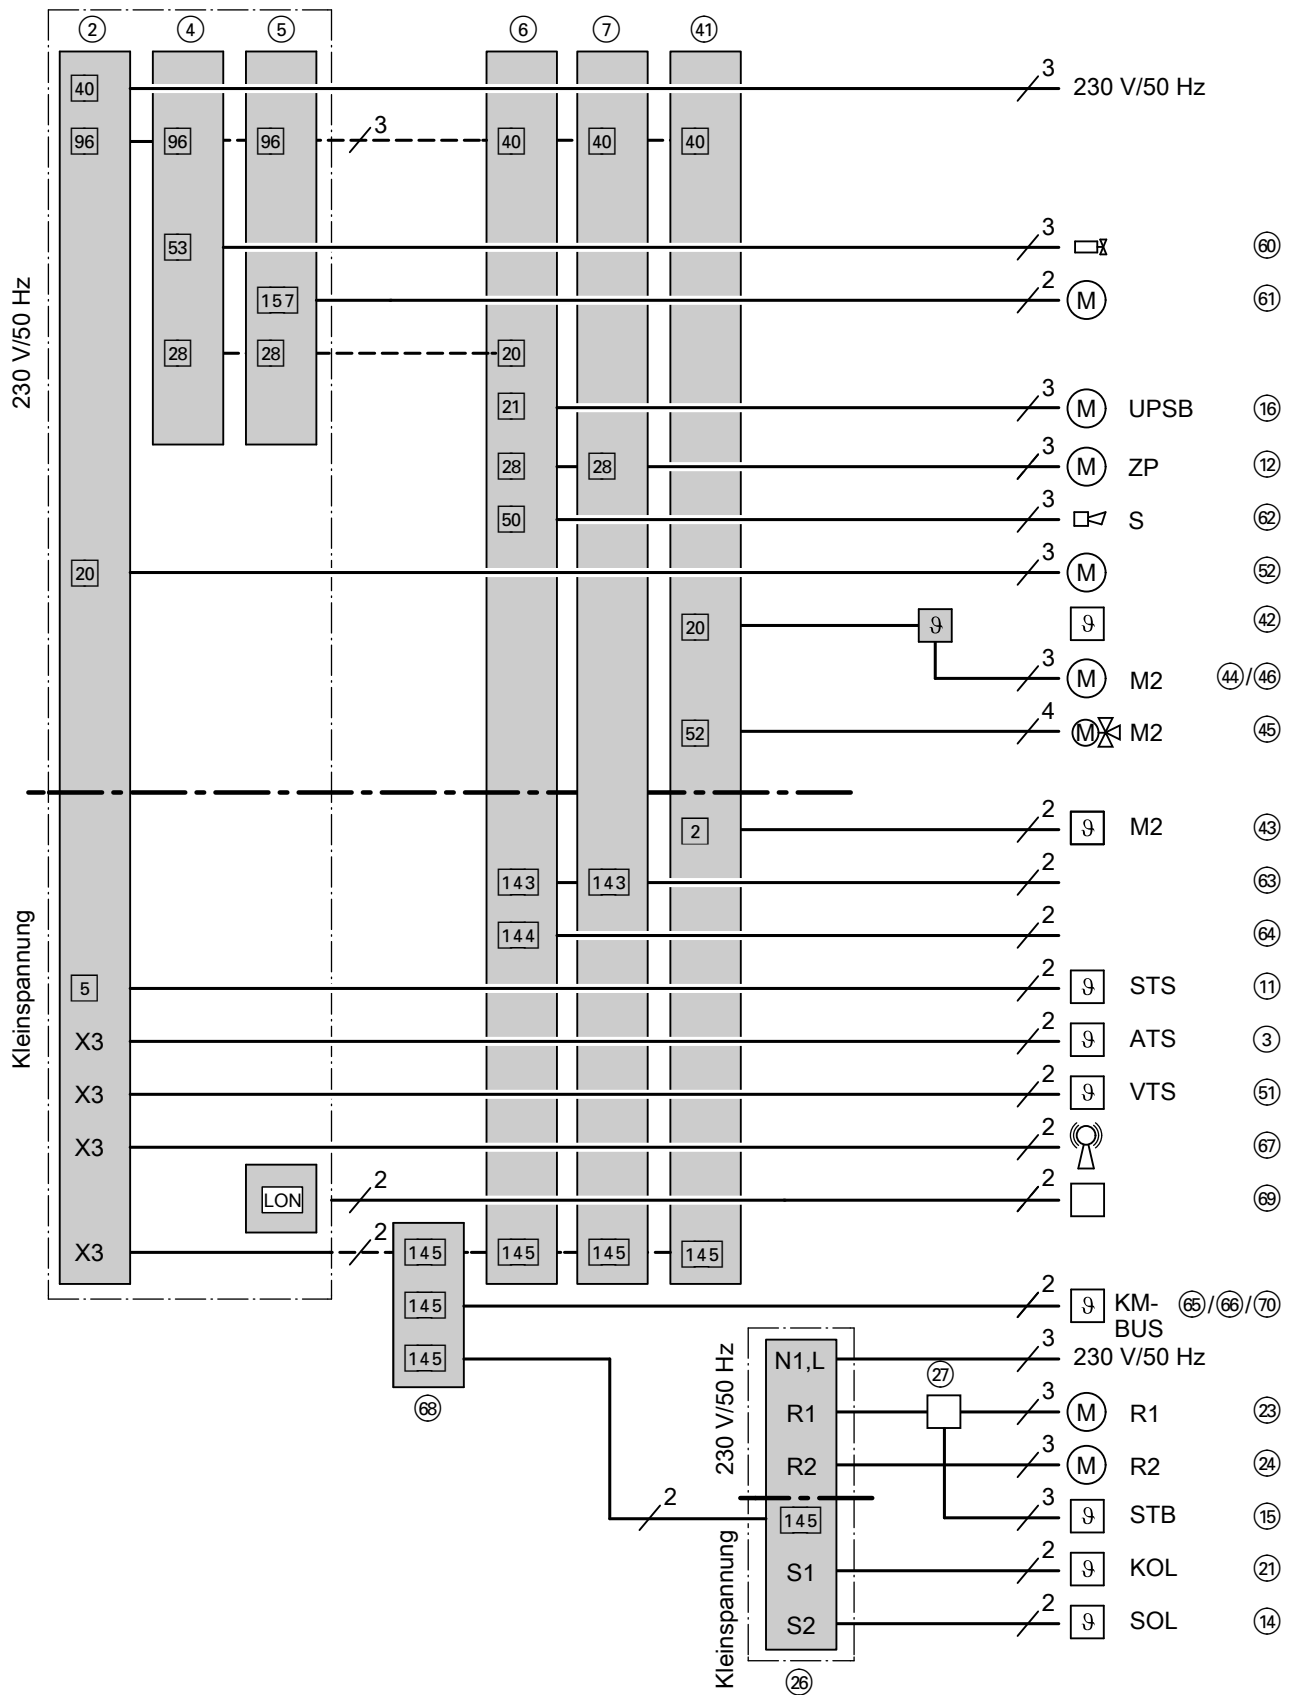 2 4 5 6 7 41
40 3 230 V/50 Hz
96 96 96 3 40 40 40
53 3 60
157 2 M 61
230 V/50 Hz
28 28 20
21 3 M UPSB 16
28 28 3 M ZP 12
50 3 S 62
20 3 M 52
20 ϑ ϑ 42
3 M M2 44/46
52 4 M M2 45
2 2 ϑ M2 43
143 143 2 63
144 2 64
Kleinspannung
5 2 ϑ STS 11
X3 2 ϑ ATS 3
X3 2 ϑ VTS 51
X3 2 67
LON 2 2 69
X3 2 145 145 145 145
145 2 ϑ KM-BUS 65/66/70
145 230 V/50 Hz N1,L 3 230 V/50 Hz
68 27
R1 3 M R1 23
R2 3 M R2 24
2 145 3 ϑ STB 15
Kleinspannung
S1 2 ϑ KOL 21
S2 2 ϑ SOL 14
26